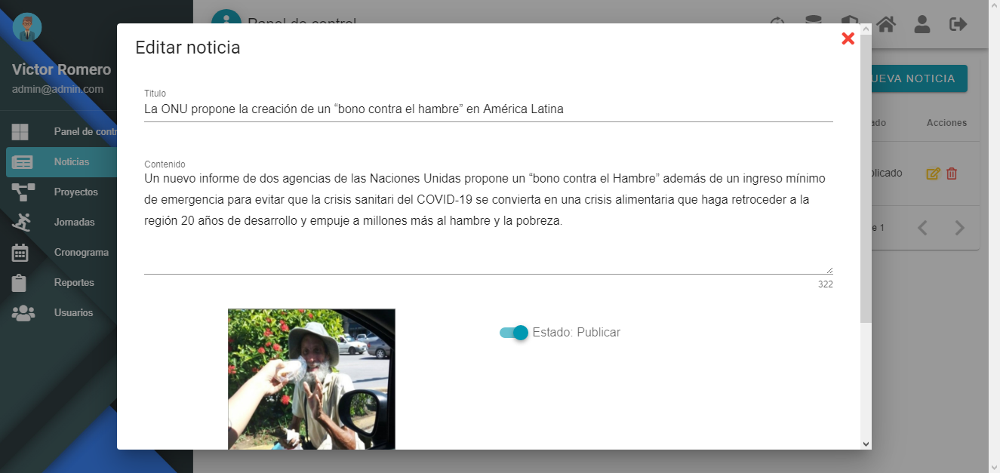 Panel de control
Victor Romero
admin@admin.com
Panel de contr
Noticias
Proyectos
Jornadas
Cronograma
Reportes
Usuarios
Editar noticia
Titulo
La ONU propone la creación de un “bono contra el hambre” en América Latina
Contenido
Un nuevo informe de dos agencias de las Naciones Unidas propone un “bono contra el Hambre” además de un ingreso mínimo
de emergencia para evitar que la crisis sanitari del COVID-19 se convierta en una crisis alimentaria que haga retroceder a la
región 20 años de desarrollo y empuje a millones más al hambre y la pobreza.
322
Estado: Publicar
UEVA NOTICIA
ado
Acciones
blicado
e 1